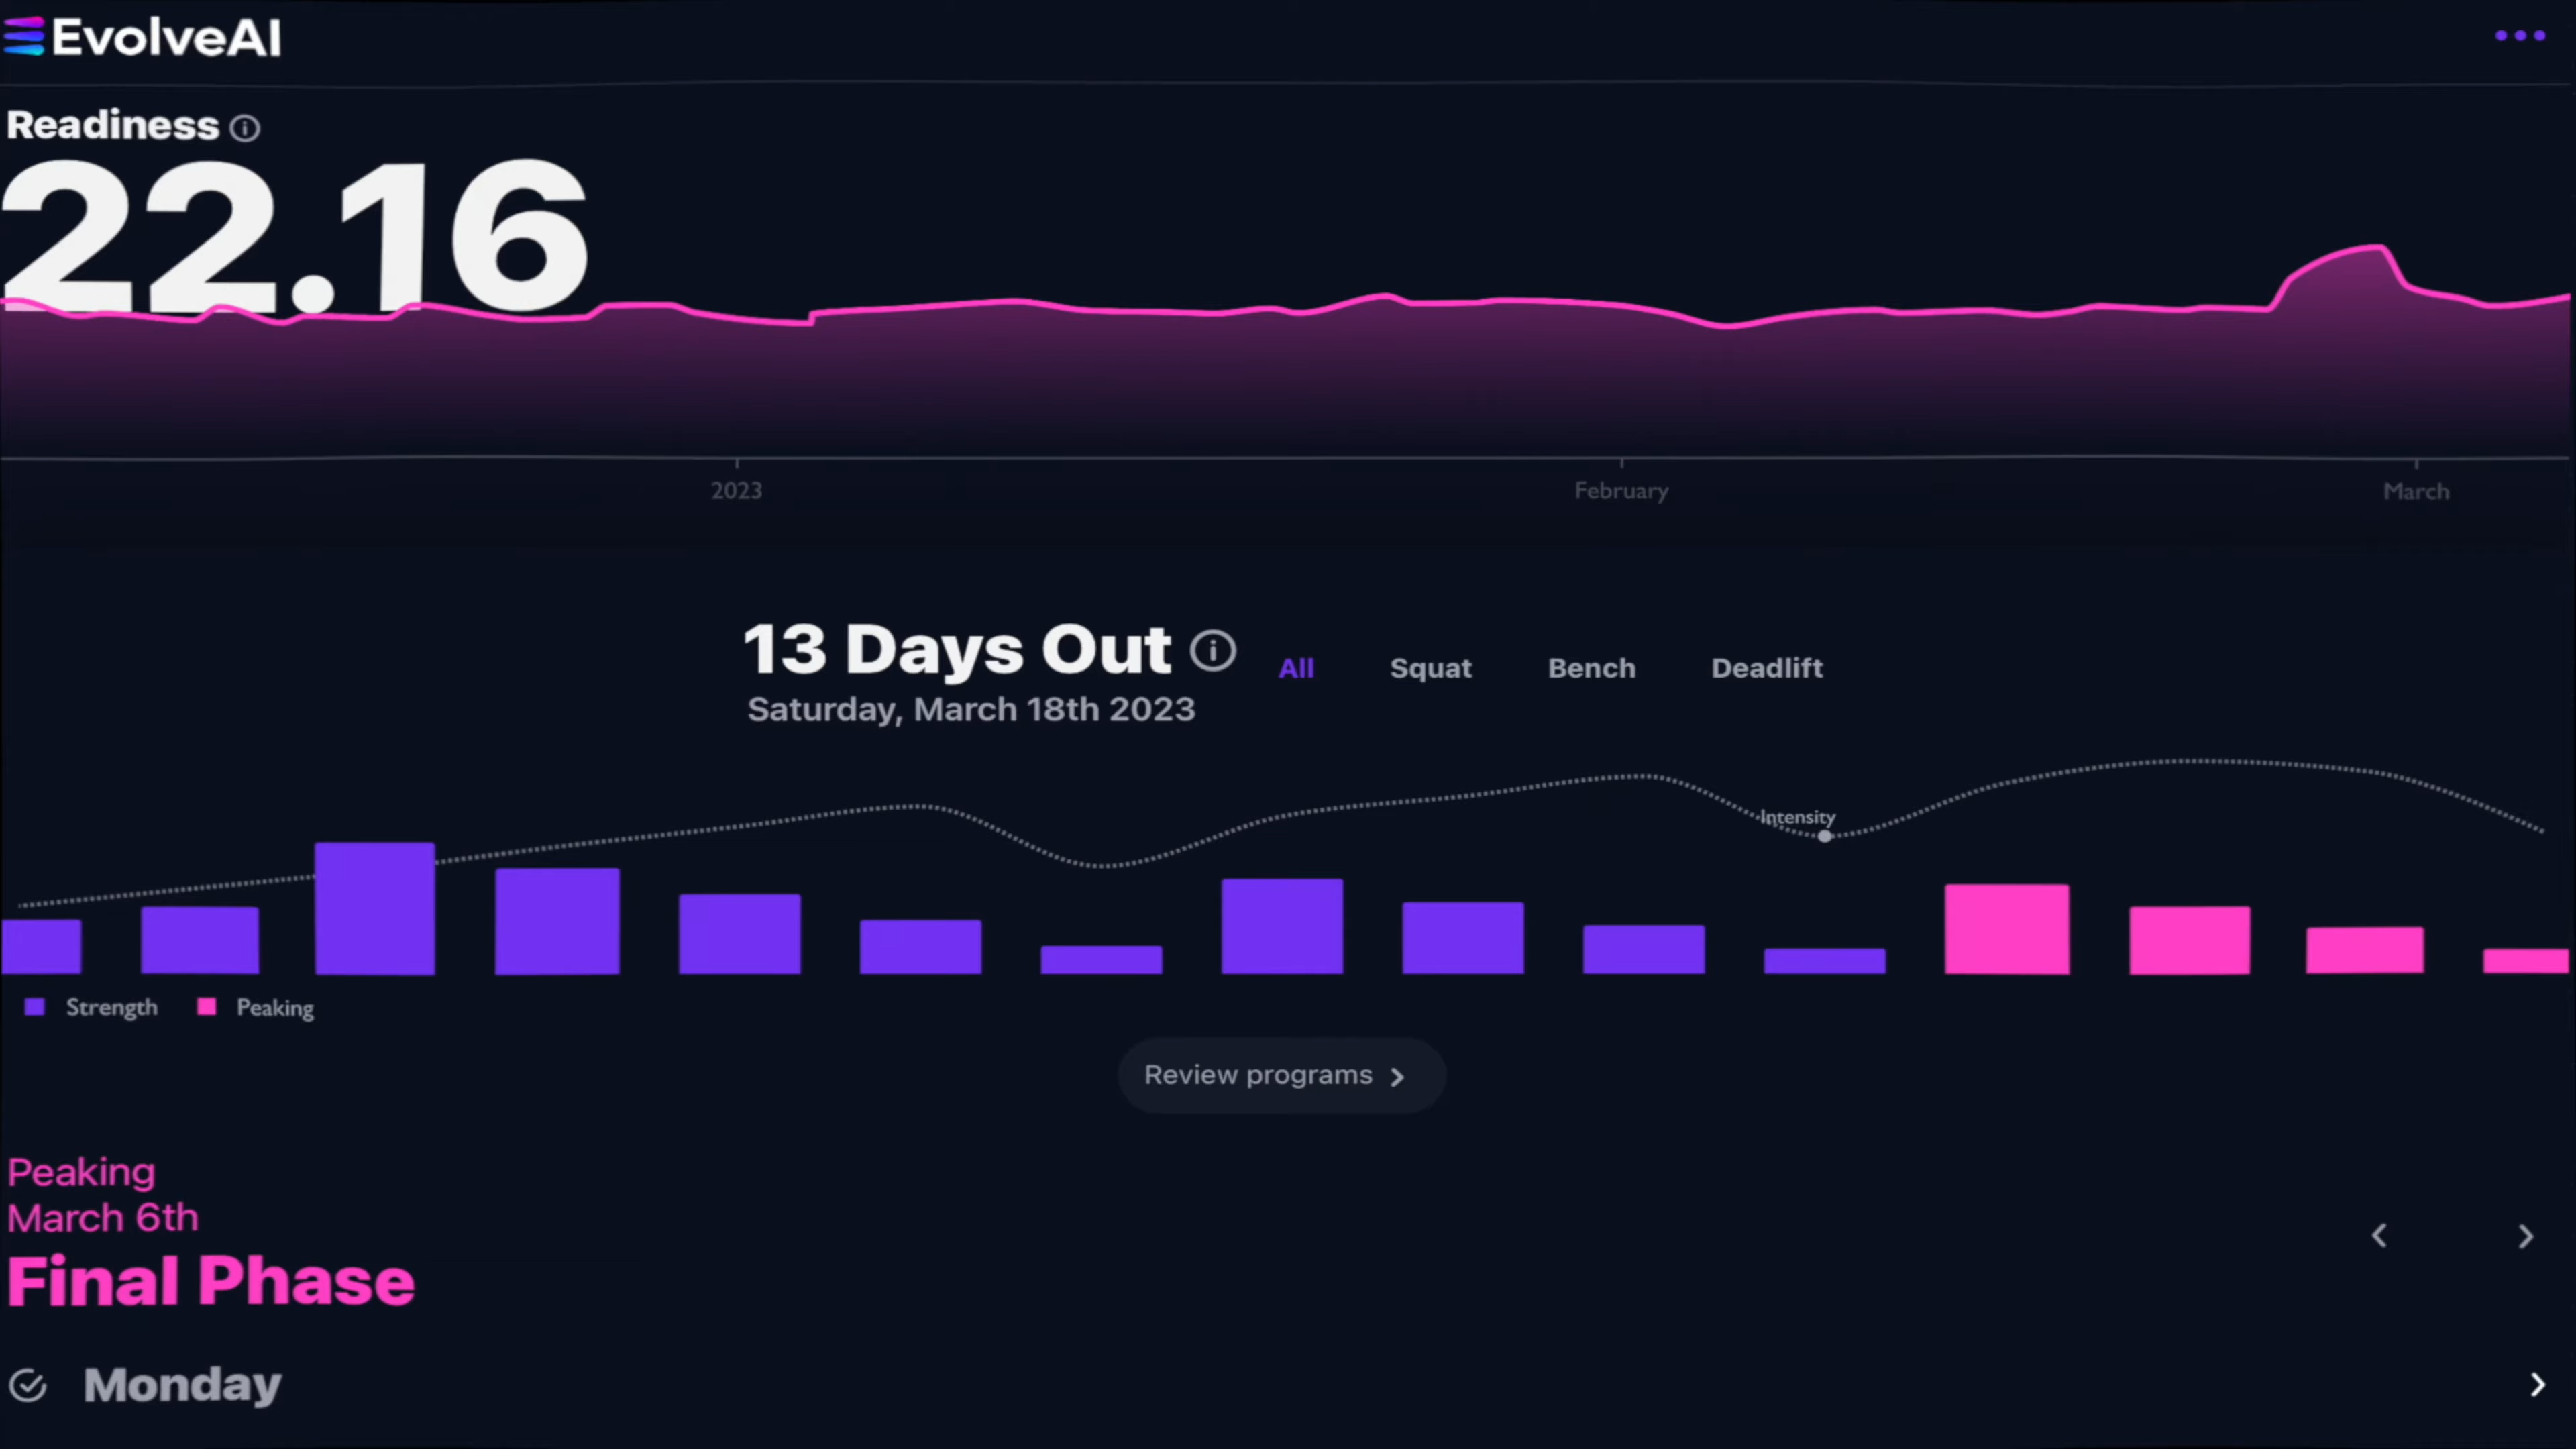 EvolveAI
Readiness
22.16
2023 February March
13 Days Out
All Squat Bench Deadlift
Saturday, March 18th 2023
Intensity
Strength Peaking
Review programs
Peaking
March 6th
Final Phase
Monday